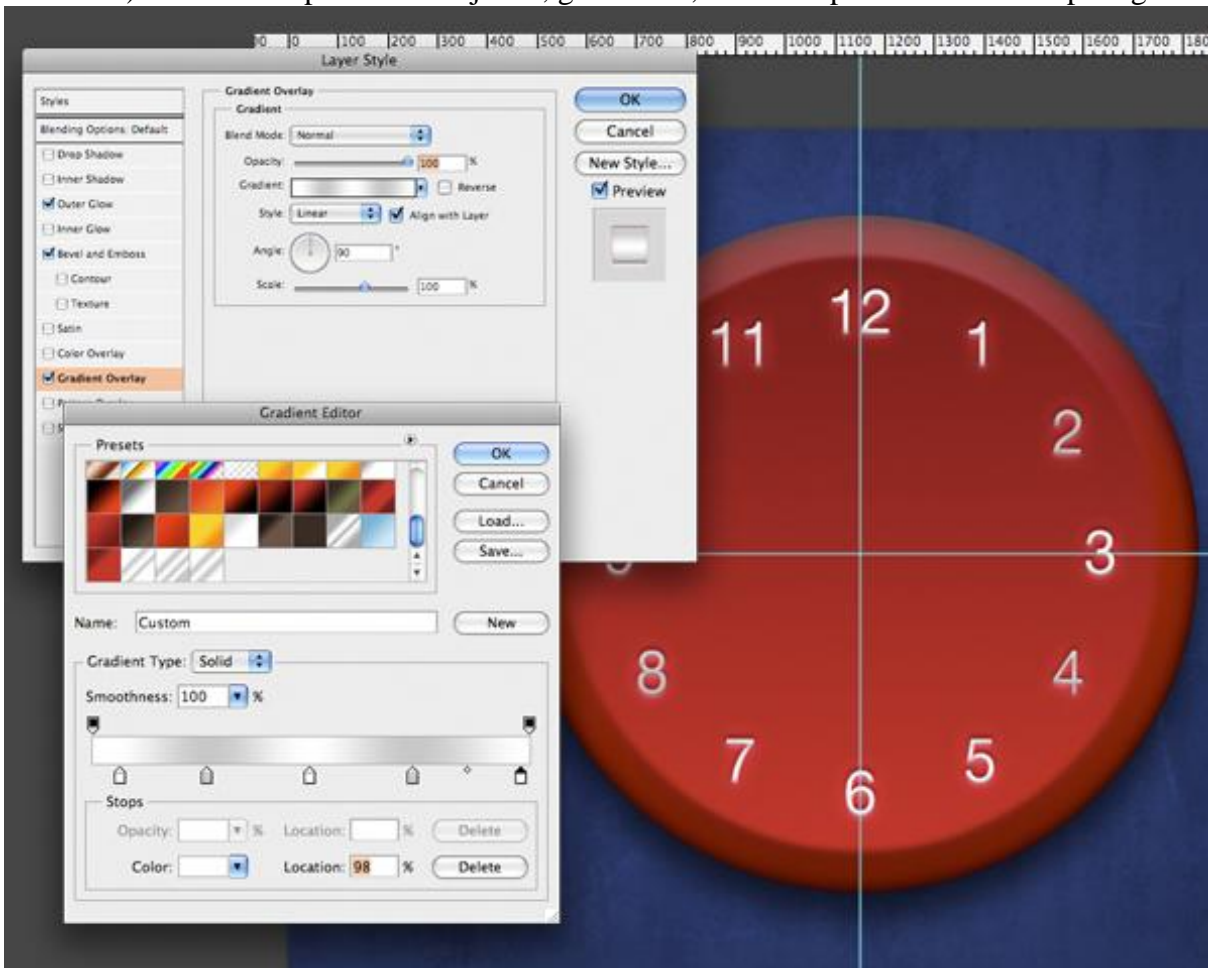 0 100 200 300 400 500 600 700 800 900 1000 1100 1200 1300 1400 1500 1600 1700 180
Layer Style
Styles
Blending Options: Default
Drop Shadow
Inner Shadow
Outer Glow
Inner Glow
Bevel and Emboss
Contour
Texture
Satin
Color Overlay
Gradient Overlay
Gradient Overlay
Gradient
Blend Mode: Normal
Opacity: 100 %
Gradient: Reverse
Style: Linear Align with Layer
Angle: 90 °
Scale: 100 %
OK
Cancel
New Style...
Preview
Gradient Editor
Presets
OK
Cancel
Load...
Save...
Name: Custom New
Gradient Type: Solid
Smoothness: 100 %
Stops
Opacity: % Location: % Delete
Color: Location: 98 % Delete
11 12 1
2
3
8 4
7 6 5